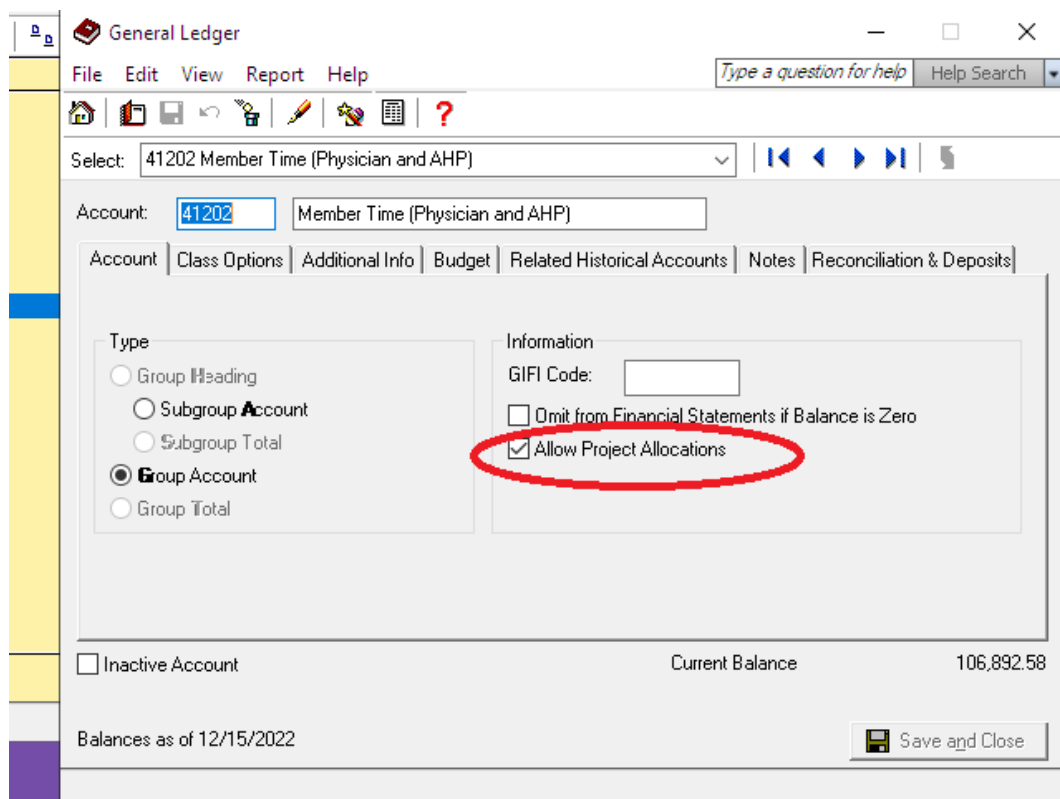 General Ledger
File Edit View Report Help Type a question for help Help Search
Select: 41202 Member Time (Physician and AHP)
Account: 41202 Member Time (Physician and AHP)
Account Class Options Additional Info Budget Related Historical Accounts Notes Reconciliation & Deposits
Type Information
Group Heading GIFI Code:
Subgroup Account Omit from Financial Statements if Balance is Zero
Subgroup Total Allow Project Allocations
Group Account
Group Total
Inactive Account Current Balance 106,892.58
Balances as of 12/15/2022 Save and Close